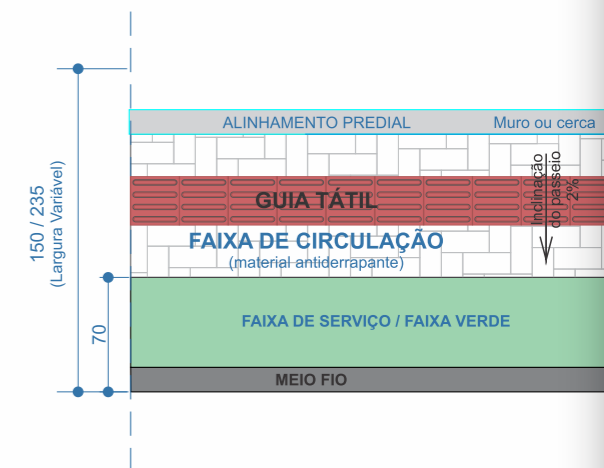 ALINHAMENTO PREDIAL
Muro ou cerca
Inclinação
do passeio
2%
GUIA TÁTIL
FAIXA DE CIRCULAÇÃO
(material antiderrapante)
150 / 235
(Largura Variável)
70
FAIXA DE SERVIÇO / FAIXA VERDE
MEIO FIO